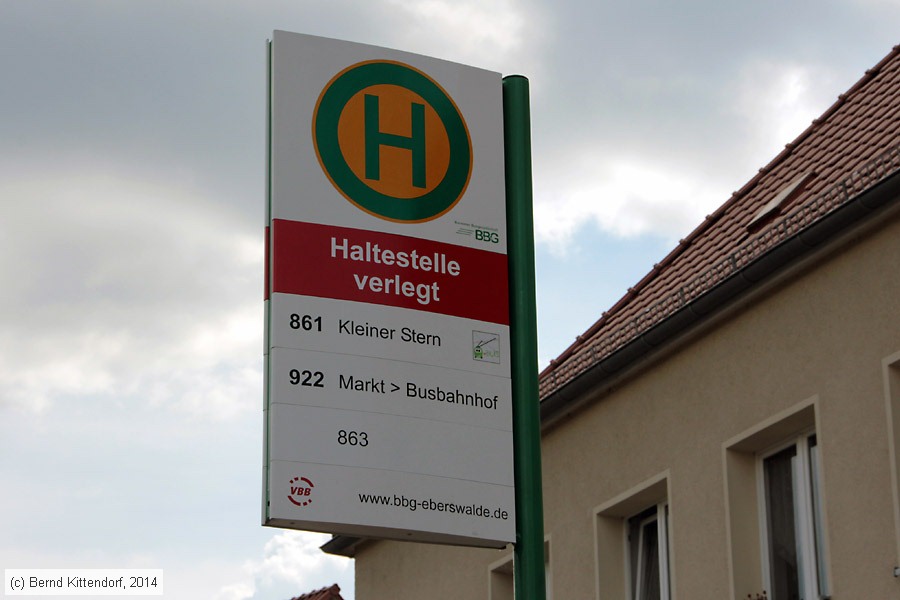 H
BBG
Haltestelle
verlegt
861 Kleiner Stern
922 Markt > Busbahnhof
863
VBB
www.bbg-eberswalde.de
(c) Bernd Kittendorf, 2014